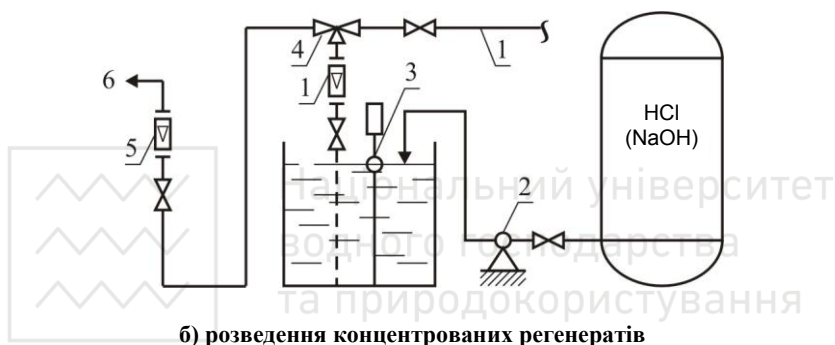 4
1
6
1
3
HCl
(NaOH)
5
2
Національний університет
водного господарства
та природокористування
б) розведення концентрованих регенератів